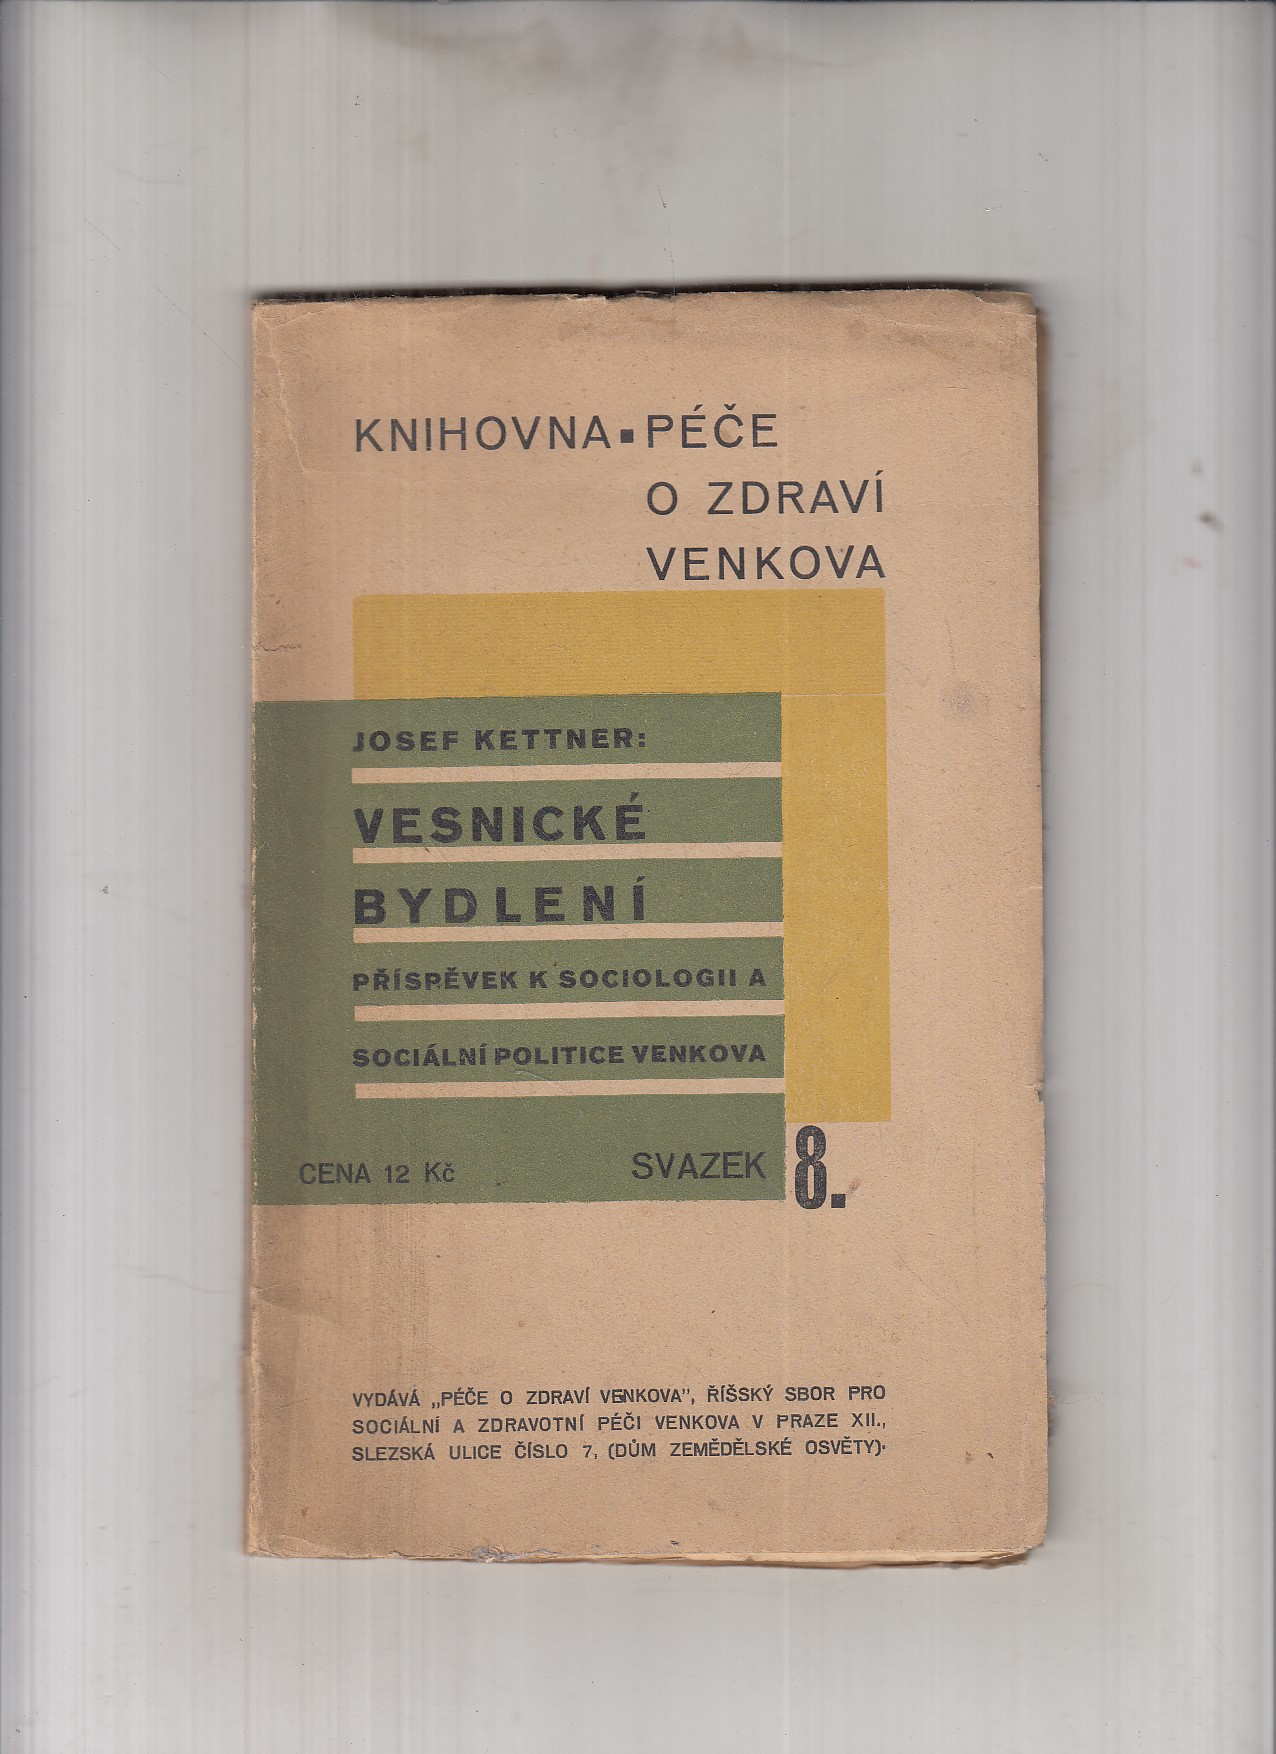 KNIHOVNA ▪ PÉČE
O ZDRAVÍ
VENKOVA
JOSEF KETTNER:
VESNICKÉ
BYDLENÍ
PŘÍSPĚVEK K SOCIOLOGII A
SOCIÁLNÍ POLITICE VENKOVA
CENA 12 Kč SVAZEK 8.
VYDÁVÁ „PÉČE O ZDRAVÍ VENKOVA", ŘÍŠSKÝ SBOR PRO
SOCIÁLNÍ A ZDRAVOTNÍ PÉČI VENKOVA V PRAZE XII.,
SLEZSKÁ ULICE ČÍSLO 7, (DŮM ZEMĚDĚLSKÉ OSVĚTY).